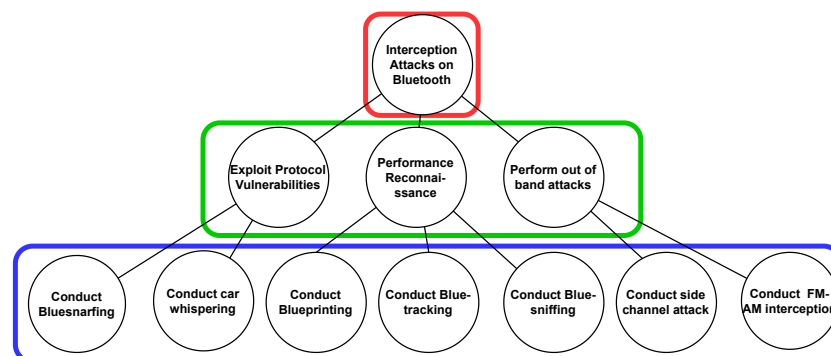 Interception
Attacks on
Bluetooth
Exploit Protocol
Vulnerabilities
Performance
Reconnai-
ssance
Perform out of
band attacks
Conduct
Bluesnarfing
Conduct car
whispering
Conduct
Blueprinting
Conduct Blue-
tracking
Conduct Blue-
sniffing
Conduct side
channel attack
Conduct FM-
AM interception